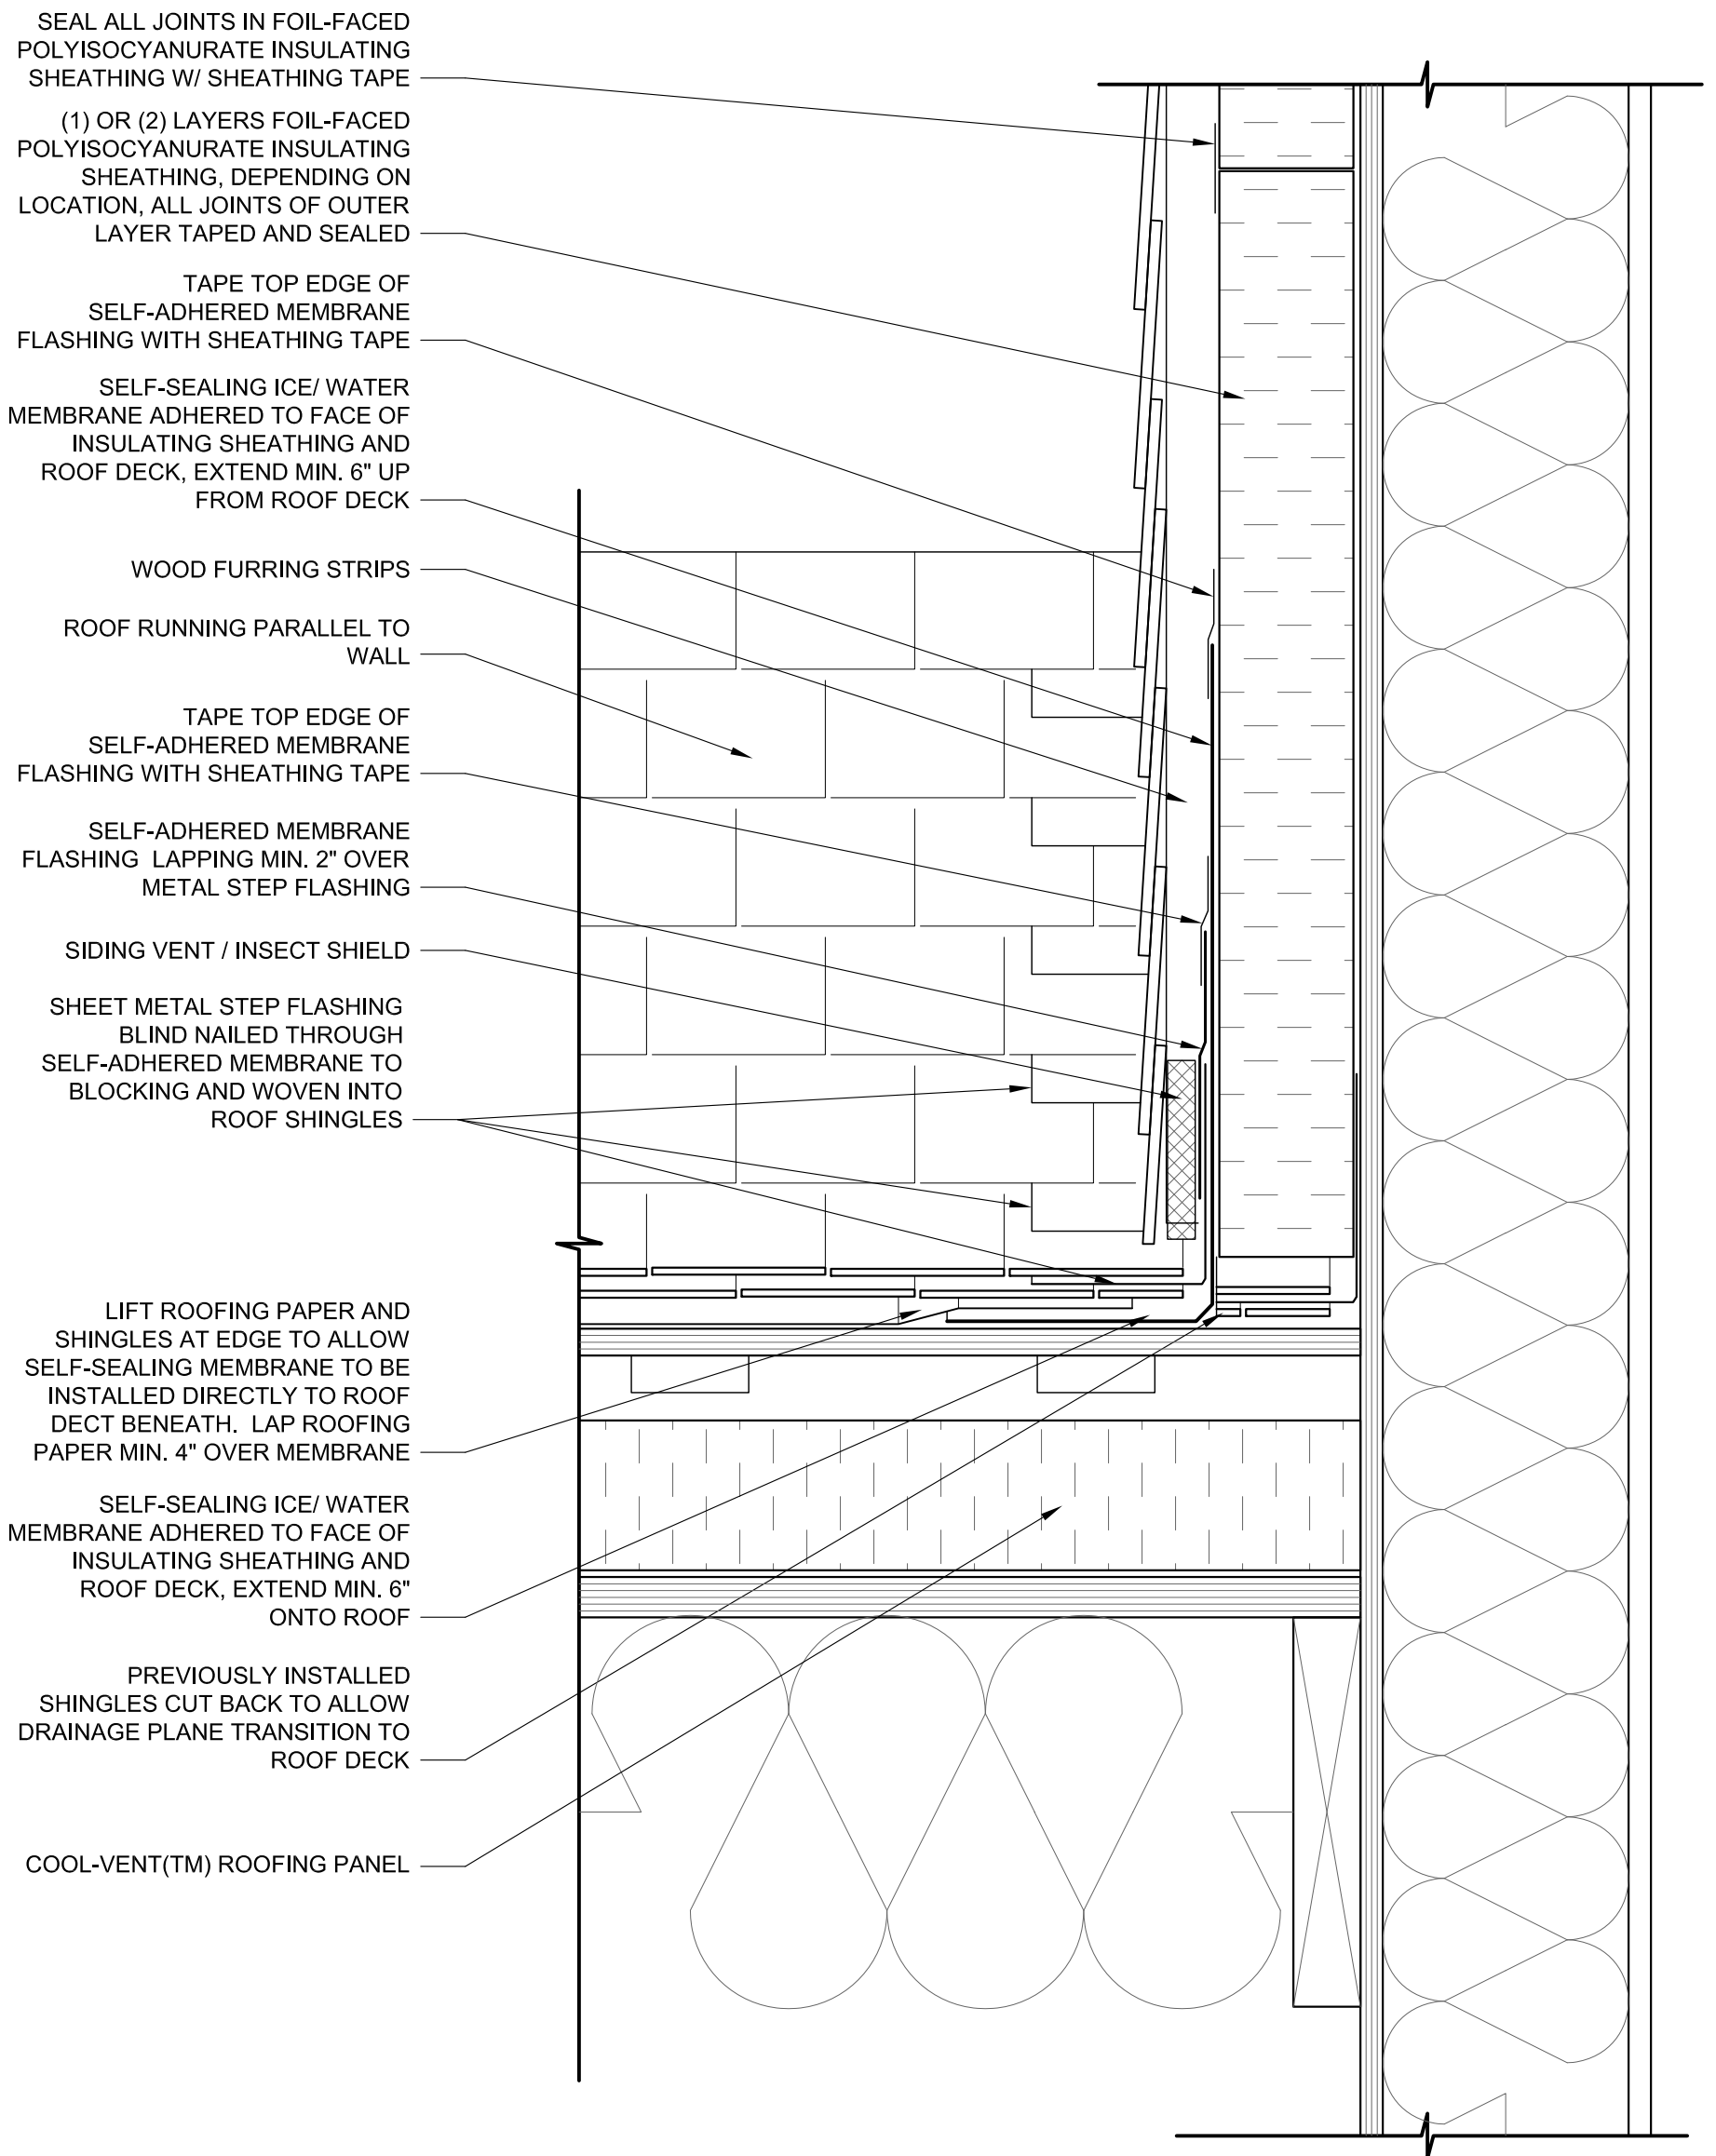 SEAL ALL JOINTS IN FOIL-FACED
POLYISOCYANURATE INSULATING
SHEATHING W/ SHEATHING TAPE
(1) OR (2) LAYERS FOIL-FACED
POLYISOCYANURATE INSULATING
SHEATHING, DEPENDING ON
LOCATION, ALL JOINTS OF OUTER
LAYER TAPED AND SEALED
TAPE TOP EDGE OF
SELF-ADHERED MEMBRANE
FLASHING WITH SHEATHING TAPE
SELF-SEALING ICE/ WATER
MEMBRANE ADHERED TO FACE OF
INSULATING SHEATHING AND
ROOF DECK, EXTEND MIN. 6" UP
FROM ROOF DECK
WOOD FURRING STRIPS
ROOF RUNNING PARALLEL TO
WALL
TAPE TOP EDGE OF
SELF-ADHERED MEMBRANE
FLASHING WITH SHEATHING TAPE
SELF-ADHERED MEMBRANE
FLASHING  LAPPING MIN. 2" OVER
METAL STEP FLASHING
SIDING VENT / INSECT SHIELD
SHEET METAL STEP FLASHING
BLIND NAILED THROUGH
SELF-ADHERED MEMBRANE TO
BLOCKING AND WOVEN INTO
ROOF SHINGLES
LIFT ROOFING PAPER AND
SHINGLES AT EDGE TO ALLOW
SELF-SEALING MEMBRANE TO BE
INSTALLED DIRECTLY TO ROOF
DECT BENEATH.  LAP ROOFING
PAPER MIN. 4" OVER MEMBRANE
SELF-SEALING ICE/ WATER
MEMBRANE ADHERED TO FACE OF
INSULATING SHEATHING AND
ROOF DECK, EXTEND MIN. 6"
ONTO ROOF
PREVIOUSLY INSTALLED
SHINGLES CUT BACK TO ALLOW
DRAINAGE PLANE TRANSITION TO
ROOF DECK
COOL-VENT(TM) ROOFING PANEL